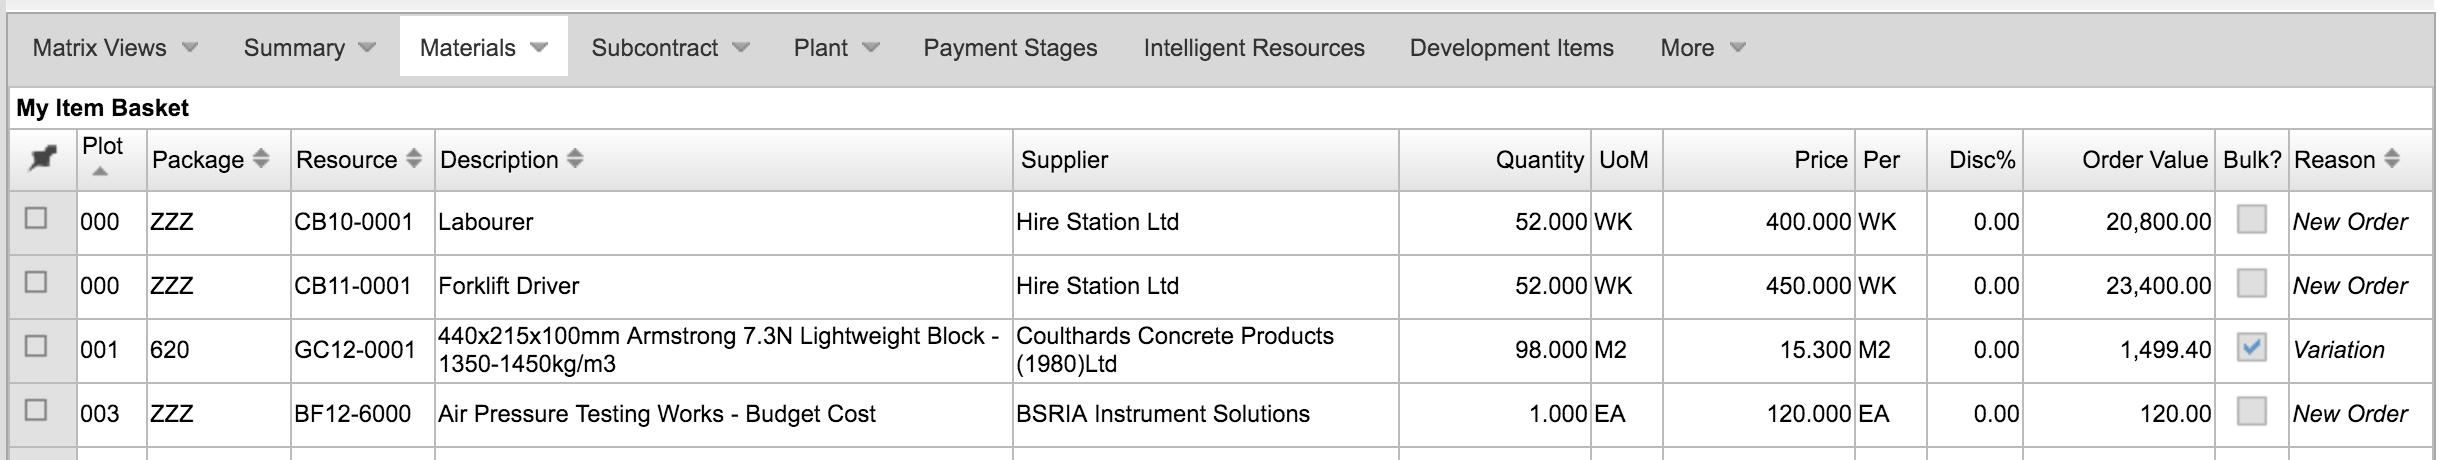 Matrix Views Summary Materials Subcontract Plant Payment Stages Intelligent Resources Development Items More
My Item Basket
Plot Package Resource Description Supplier Quantity UoM Price Per Disc% Order Value Bulk? Reason
000 ZZZ CB10-0001 Labourer Hire Station Ltd 52.000 WK 400.000 WK 0.00 20,800.00 New Order
000 ZZZ CB11-0001 Forklift Driver Hire Station Ltd 52.000 WK 450.000 WK 0.00 23,400.00 New Order
001 620 GC12-0001 440x215x100mm Armstrong 7.3N Lightweight Block - Coulthards Concrete Products 98.000 M2 15.300 M2 0.00 1,499.40 Variation
1350-1450kg/m3 (1980)Ltd
003 ZZZ BF12-6000 Air Pressure Testing Works - Budget Cost BSRIA Instrument Solutions 1.000 EA 120.000 EA 0.00 120.00 New Order